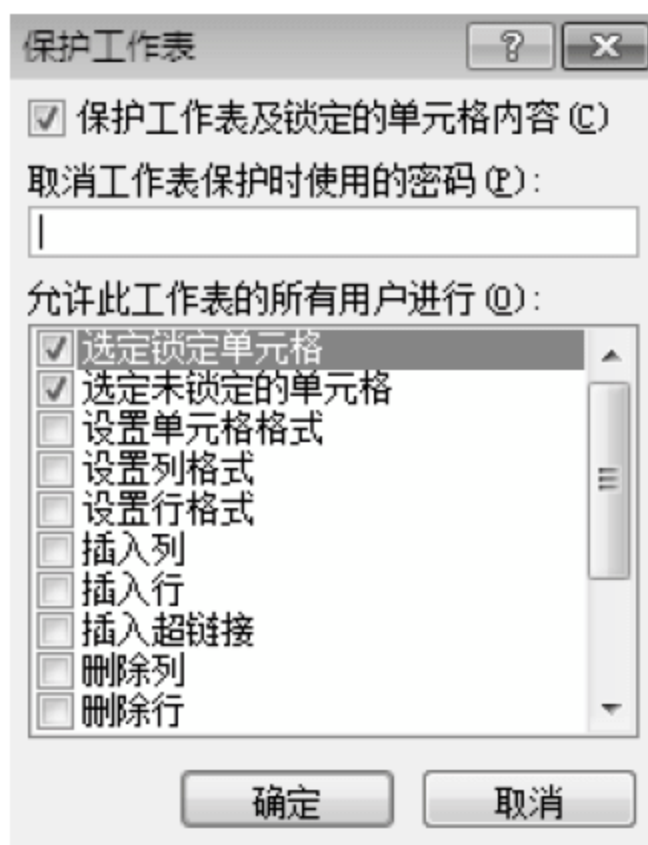 保护工作表
保护工作表及锁定的单元格内容(C)
取消工作表保护时使用的密码(P):
允许此工作表的所有用户进行(O):
选定锁定单元格
选定未锁定的单元格
设置单元格格式
设置列格式
设置行格式
插入列
插入行
插入超链接
删除列
删除行
确定 取消